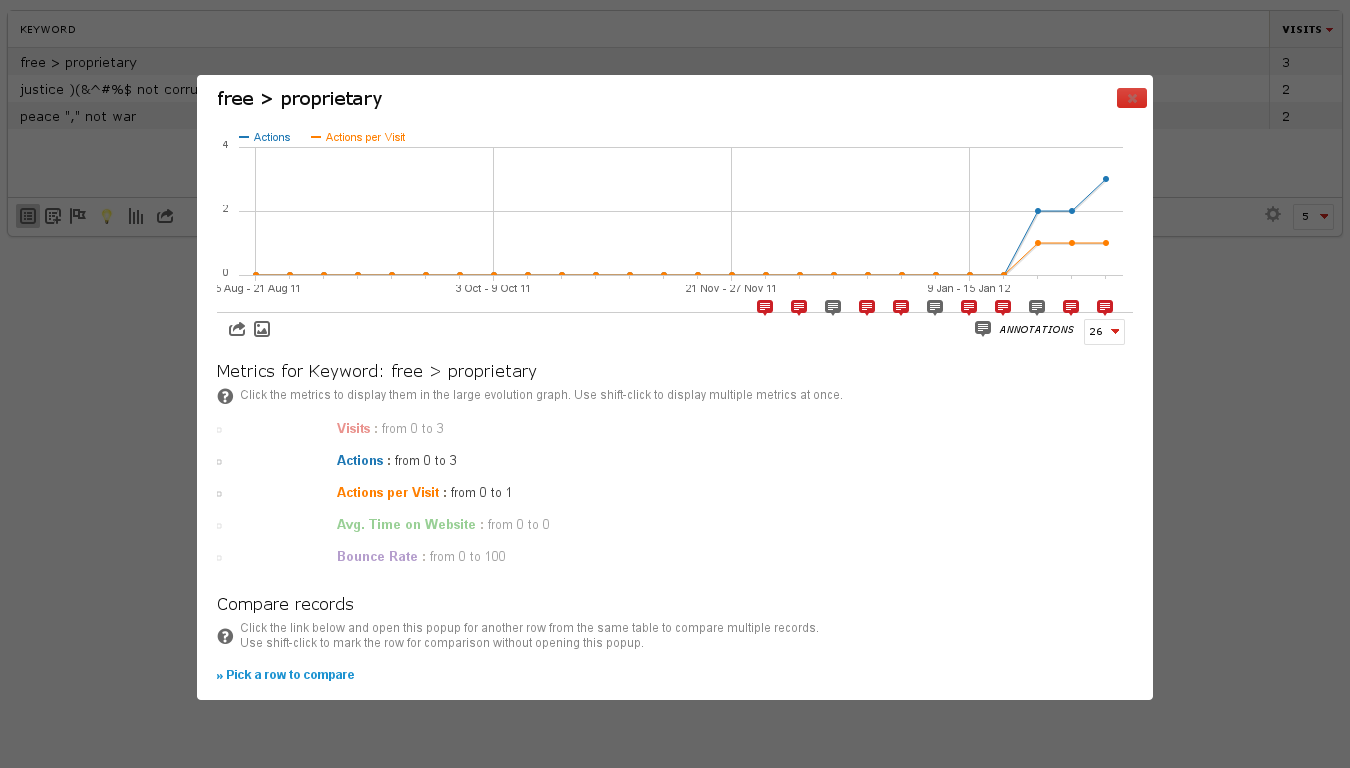 KEYWORD VISITS
free > proprietary 3
justice )(&^#%$ not corru 2
peace "," not war 2
5
free > proprietary
Actions Actions per Visit
4
2
0
5 Aug - 21 Aug 11 3 Oct - 9 Oct 11 21 Nov - 27 Nov 11 9 Jan - 15 Jan 12
ANNOTATIONS 26
Metrics for Keyword: free > proprietary
Click the metrics to display them in the large evolution graph. Use shift-click to display multiple metrics at once.
Visits : from 0 to 3
Actions : from 0 to 3
Actions per Visit : from 0 to 1
Avg. Time on Website : from 0 to 0
Bounce Rate : from 0 to 100
Compare records
Click the link below and open this popup for another row from the same table to compare multiple records.
Use shift-click to mark the row for comparison without opening this popup.
» Pick a row to compare